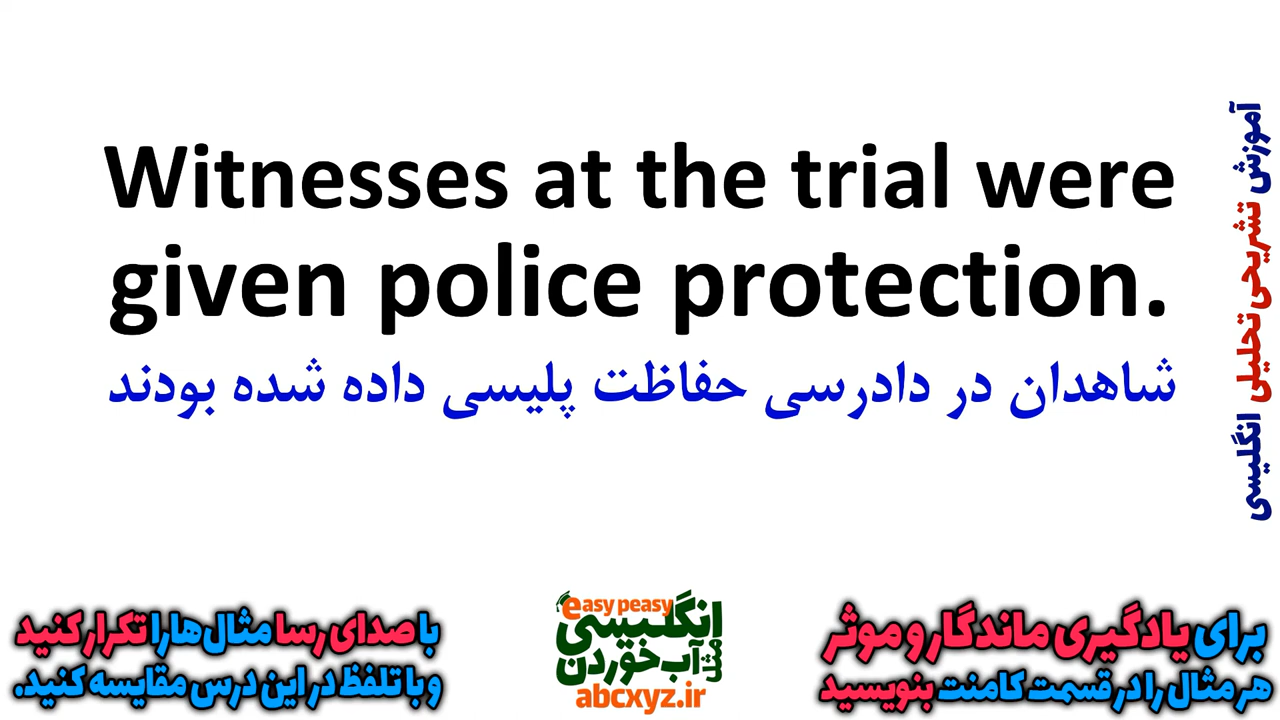 Witnesses at the trial were
given police protection.
شاهدان در دادرسی حفاظت پلیسی داده شده بودند
آموزش تشریحی تحلیلی انگلیسی
برای یادگیری ماندگار و موثر
هر مثال را در قسمت کامنت بنویسید
easy peasy
انگلیسی
مثل آب خوردن
abcxyz.ir
با صدای رسا مثال‌ها را تکرار کنید
و با تلفظ در این درس مقایسه کنید.